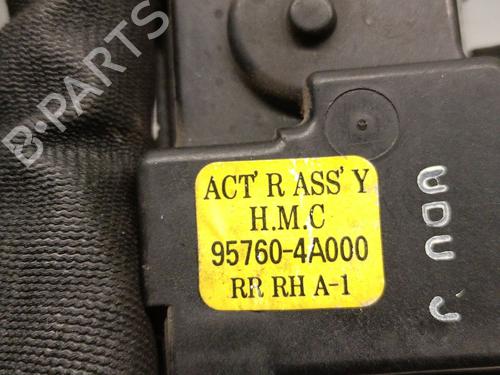 B-PARTS
ACT' R ASS' Y
H.M.C
95760-4A000
RR RH A-1